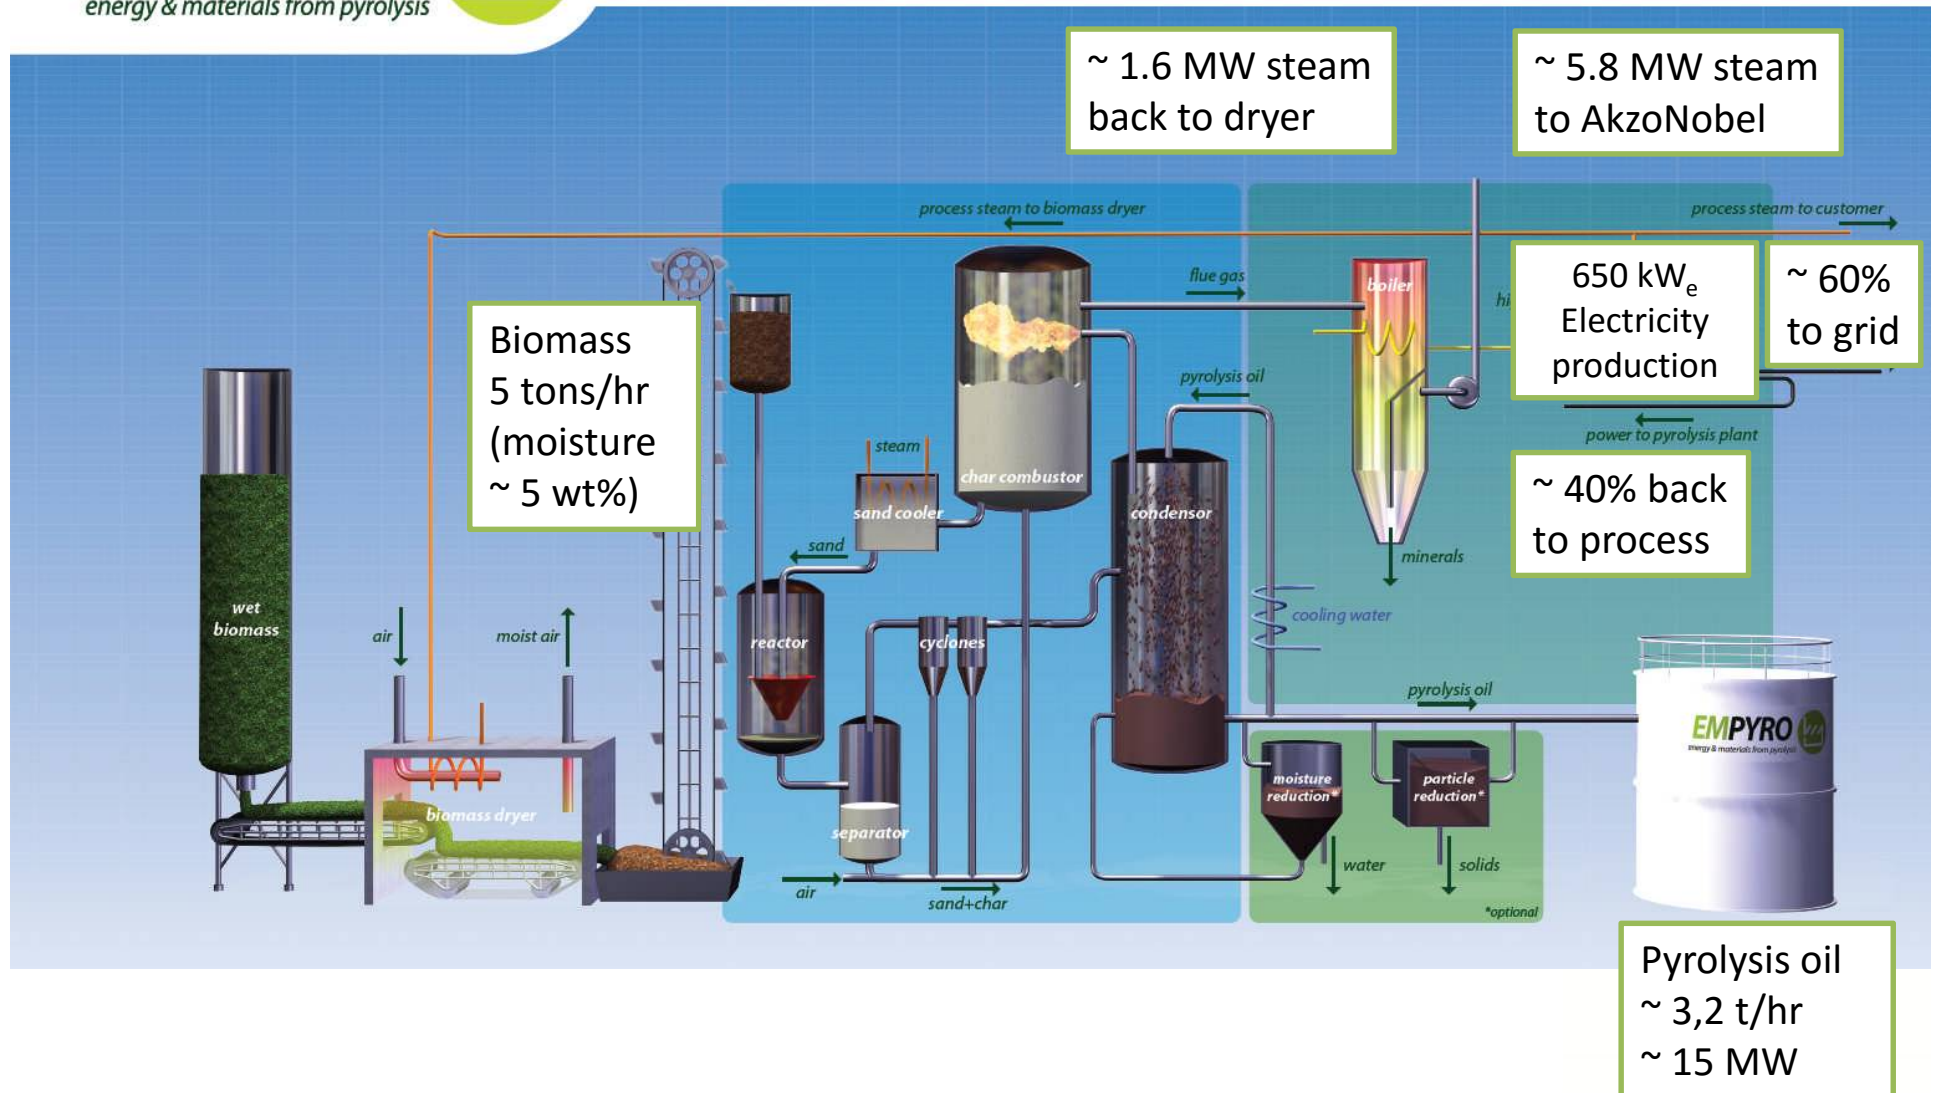 energy & materials from pyrolysis
~ 1.6 MW steam
back to dryer
~ 5.8 MW steam
to AkzoNobel
process steam to biomass dryer
process steam to customer
flue gas
boiler
650 kWe
Electricity
production
~ 60%
to grid
Biomass
5 tons/hr
(moisture
~ 5 wt%)
pyrolysis oil
power to pyrolysis plant
steam
char combustor
sand cooler
condensor
~ 40% back
to process
sand
minerals
wet
biomass
air
moist air
reactor
cyclones
cooling water
pyrolysis oil
EMPYRO
energy & materials from pyrolysis
moisture
reduction*
particle
reduction*
biomass dryer
separator
water
solids
air
sand+char
*optional
Pyrolysis oil
~ 3,2 t/hr
~ 15 MW